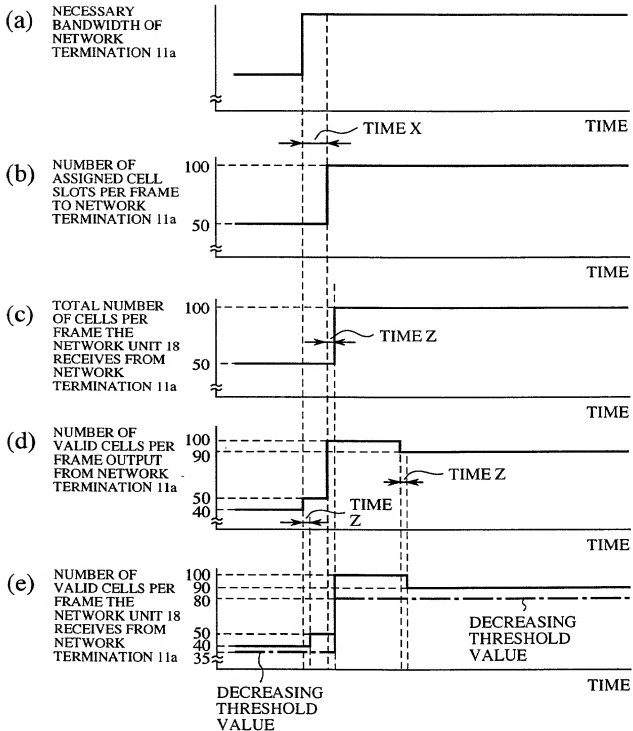 (a)
NECESSARY
BANDWIDTH OF
NETWORK
TERMINATION 11a
TIME
TIME X
(b)
NUMBER OF
ASSIGNED CELL
SLOTS PER FRAME
TO NETWORK
TERMINATION 11a
100
50
TIME
(c)
TOTAL NUMBER
OF CELLS PER
FRAME THE
NETWORK UNIT 18
RECEIVES FROM
NETWORK
TERMINATION 11a
100
50
TIME Z
TIME
(d)
NUMBER OF
VALID CELLS PER
FRAME OUTPUT
FROM NETWORK
TERMINATION 11a
100
90
50
40
TIME Z
TIME
Z
TIME
(e)
NUMBER OF
VALID CELLS PER
FRAME THE
NETWORK UNIT 18
RECEIVES FROM
NETWORK
TERMINATION 11a
100
90
80
50
40
35
DECREASING
THRESHOLD
VALUE
TIME
DECREASING
THRESHOLD
VALUE